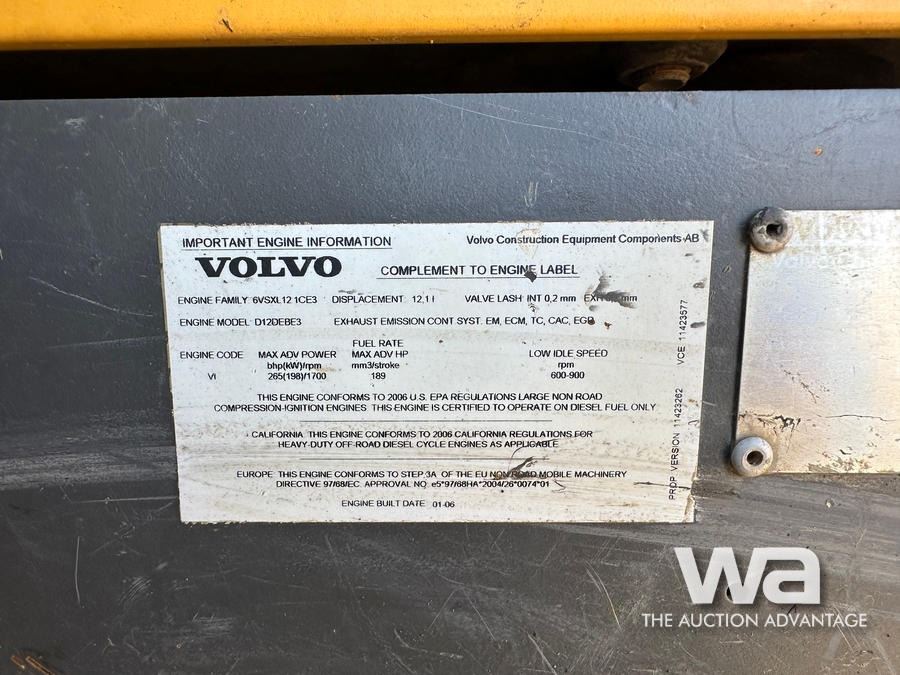 IMPORTANT ENGINE INFORMATION Volvo Construction Equipment Components AB
VOLVO COMPLEMENT TO ENGINE LABEL
ENGINE FAMILY 6VSXL12 1CE3 DISPLACEMENT 12,1 l VALVE LASH INT 0,2 mm mm
ENGINE MODEL D12DEBE3 EXHAUST EMISSION CONT SYST. EM, ECM, TC, CAC, EGR
FUEL RATE
ENGINE CODE MAX ADV POWER MAX ADV HP LOW IDLE SPEED
bhp(kW)/rpm mm3/stroke rpm
VI 265(198)/1700 189 600-900
THIS ENGINE CONFORMS TO 2006 U.S. EPA REGULATIONS LARGE NON ROAD
COMPRESSION-IGNITION ENGINES THIS ENGINE IS CERTIFIED TO OPERATE ON DIESEL FUEL ONLY
CALIFORNIA THIS ENGINE CONFORMS TO 2006 CALIFORNIA REGULATIONS FOR
HEAVY-DUTY OFF-ROAD DIESEL CYCLE ENGINES AS APPLICABLE
EUROPE THIS ENGINE CONFORMS TO STEP 3A OF THE EU NON ROAD MOBILE MACHINERY
DIRECTIVE 97/68/EC. APPROVAL NO e5*97/68HA*2004/26*0074*01
ENGINE BUILT DATE 01-06
PROD VERSION 11423262 VCE 11423577
wa
THE AUCTION ADVANTAGE